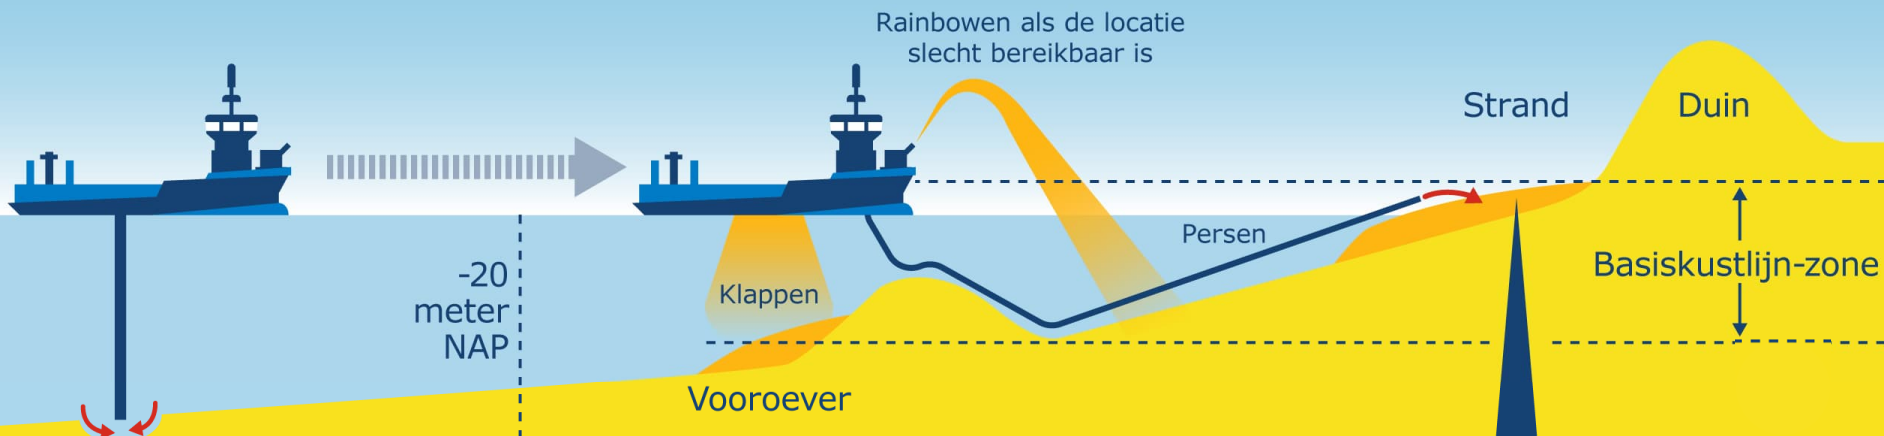 Rainbowen als de locatie
slecht bereikbaar is
Strand
Duin
Persen
Basiskustlijn-zone
-20
meter
NAP
Klappen
Vooroever